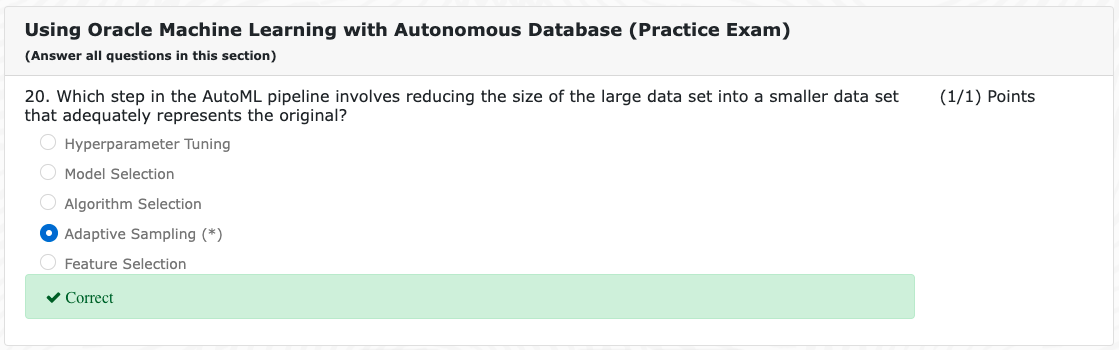 Using Oracle Machine Learning with Autonomous Database (Practice Exam)
(Answer all questions in this section)
20. Which step in the AutoML pipeline involves reducing the size of the large data set into a smaller data set (1/1) Points
that adequately represents the original?
Hyperparameter Tuning
Model Selection
Algorithm Selection
Adaptive Sampling (*)
Feature Selection
Correct